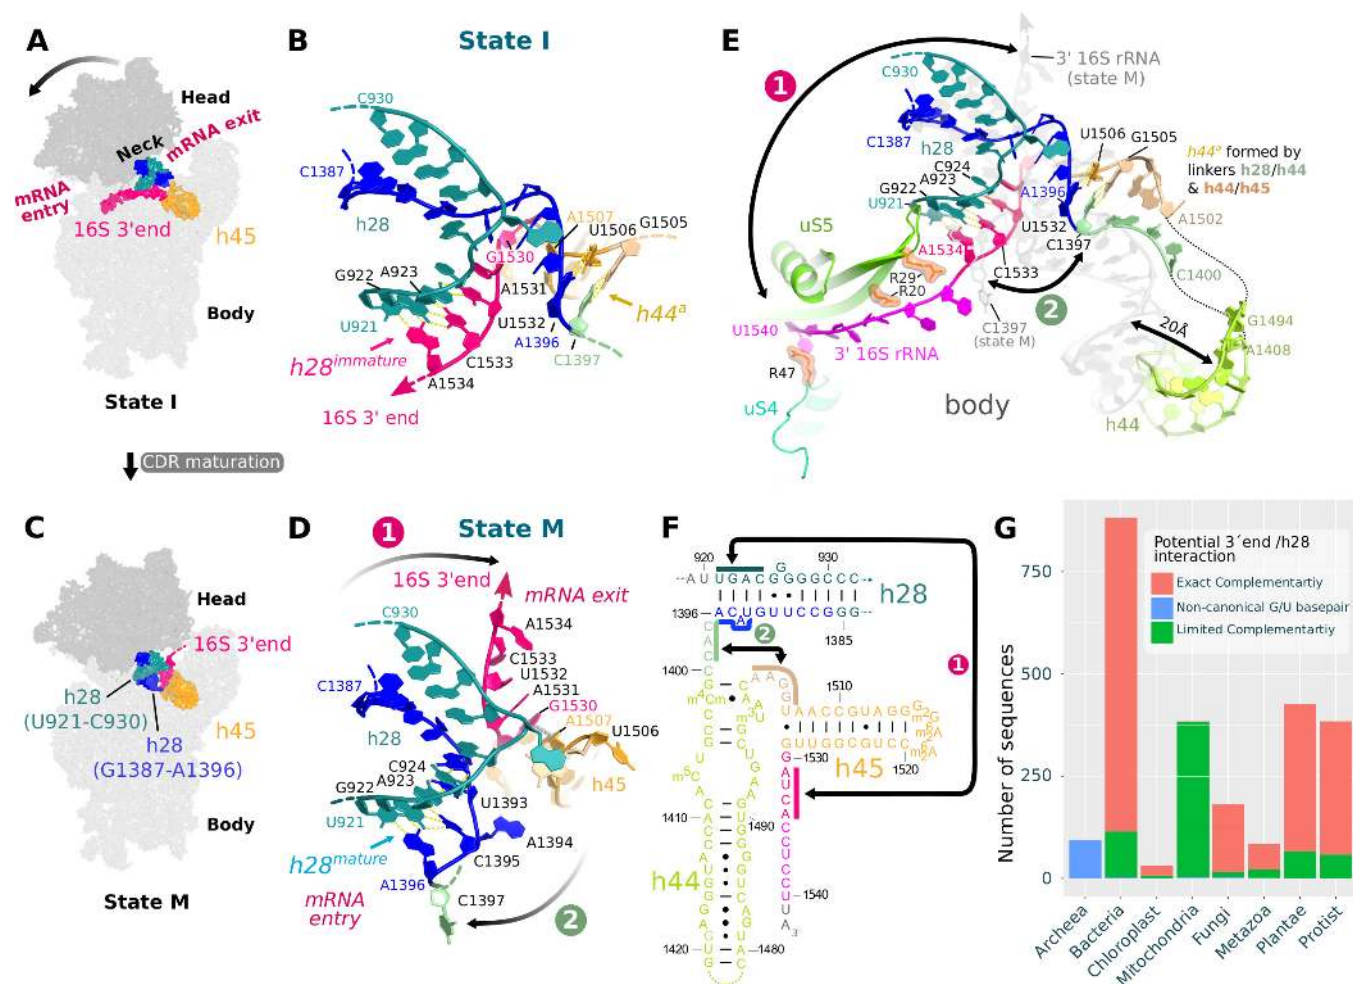 A
Head
Neck
mRNA exit
mRNA
entry
16S 3'end
h45
Body
State I
CDR maturation
B
State I
C930
C1387
h28
A1507
U1506
G1505
G1530
G922
A923
A1531
U921
U1532
A1396
h44ᵃ
C1397
h28ⁱᵐᵐᵃᵗᵘʳᵉ
C1533
A1534
16S 3' end
E
1
3' 16S rRNA
(state M)
C930
U1506
G1505
C1387
h28
C924
A923
G922
U921
A1396
h44ᵃ formed by
linkers h28/h44
& h44/h45
A1502
uS5
A1534
U1532
C1397
C1533
C1400
R29
R20
2
U1540
C1397
(state M)
20Å
G1494
A1408
3' 16S rRNA
R47
body
uS4
h44
C
Head
16S 3'end
h28
(U921-C930)
h45
h28
(G1387-A1396)
Body
State M
D
State M
1
16S 3'end
mRNA exit
C930
A1534
C1533
U1532
C1387
A1531
G1530
A1507
U1506
h28
C924
A923
G922
h45
U921
U1393
A1394
h28ᵐᵃᵗᵘʳᵉ
C1395
A1396
mRNA
entry
C1397
2
F
920
930
G
--A U U G A C G G G G C C C
h28
1396
A C U G U U C C G G G
A
1385
2
1
1400
1510
1530
1520
h45
1410
1490
h44
1540
3'
1420
1480
G
Potential 3´end /h28
interaction
Exact Complementartiy
Non-canonical G/U basepair
Limited Complementartiy
Number of sequences
750
500
250
0
Archeea
Bacteria
Chloroplast
Mitochondria
Fungi
Metazoa
Plantae
Protist